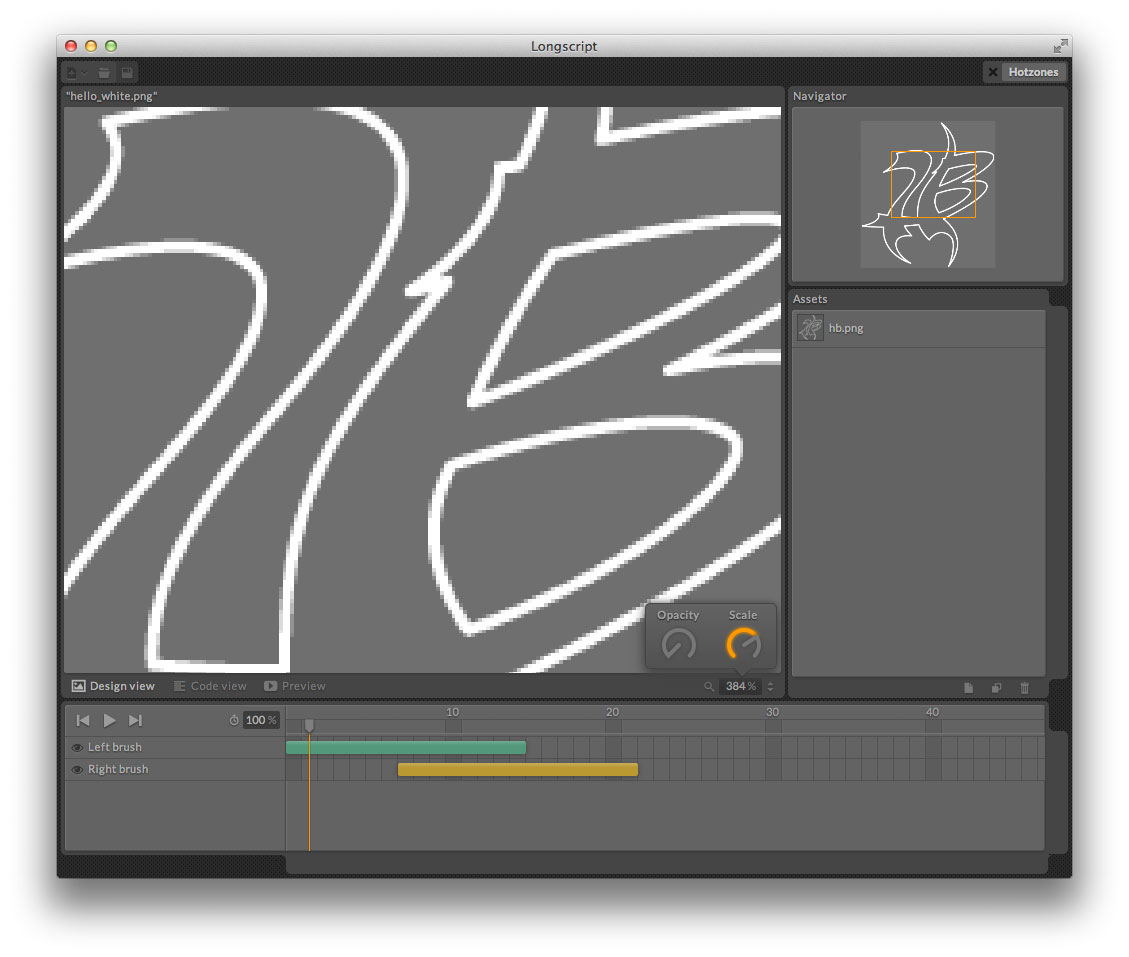 Longscript
Hotzones
"hello_white.png"
Navigator
Assets
hb.png
Opacity Scale
Design view Code view Preview 384 %
100 % 10 20 30 40
Left brush
Right brush